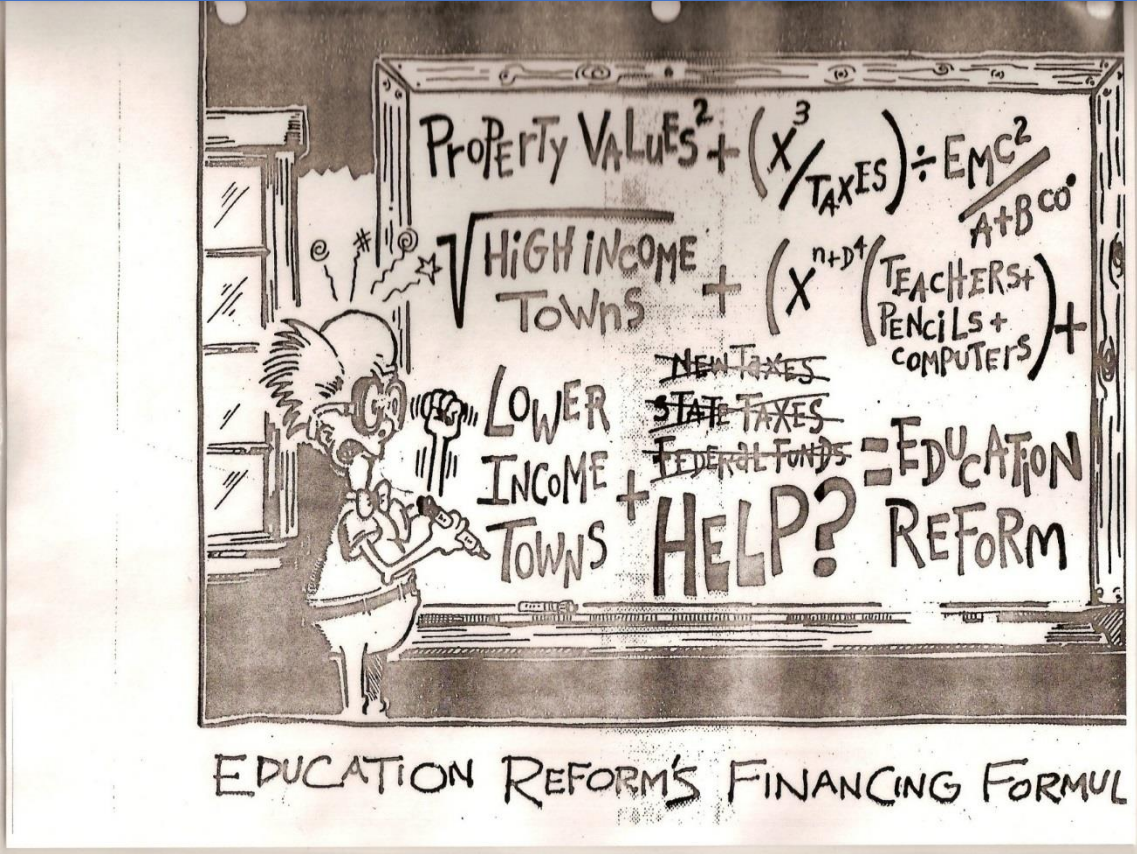 PROPERTY VALUES² + (X³/TAXES) ÷ EMC²/A+B CO°
√HIGH INCOME TOWNS + (X^n+D4 (TEACHERS+
PENCILS+
COMPUTERS) +
LOWER
INCOME
TOWNS
+
NEW TAXES
STATE TAXES
FEDERAL FUNDS
HELP?
= EDUCATION
REFORM
EDUCATION REFORM'S FINANCING FORMUL